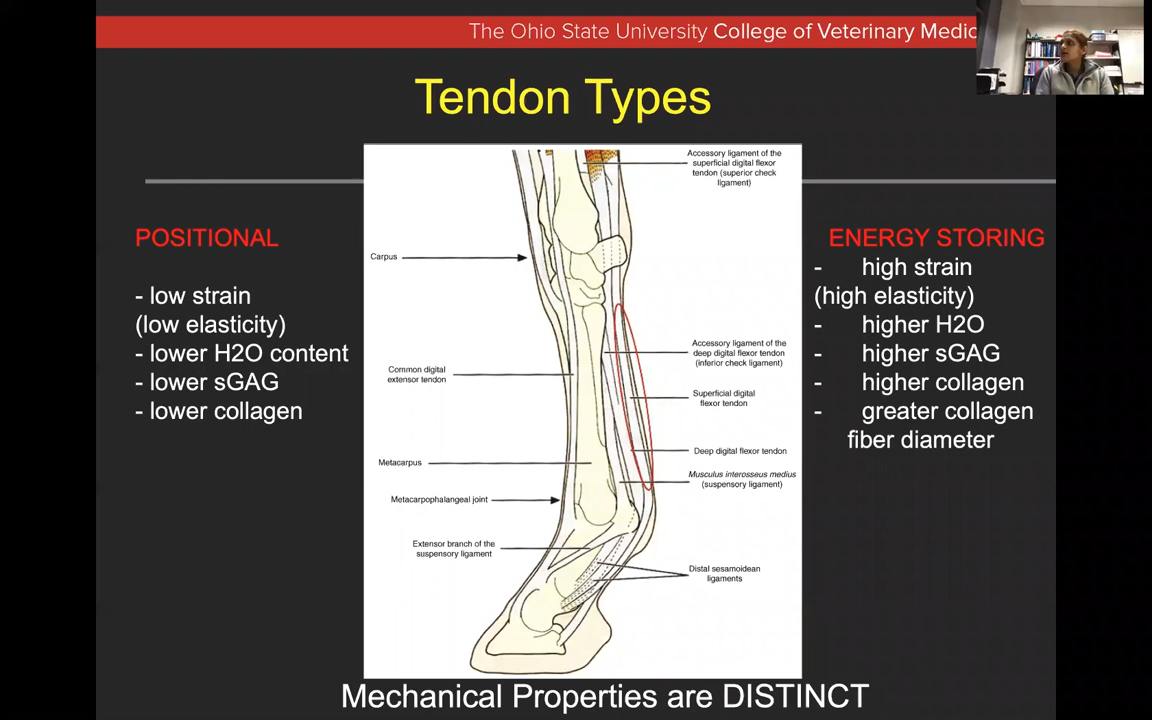 The Ohio State University College of Veterinary Medic
Tendon Types
POSITIONAL
- low strain
(low elasticity)
- lower H2O content
- lower sGAG
- lower collagen
Accessory ligament of the
superficial digital flexor
tendon (superior check
ligament)
Carpus
Accessory ligament of the
deep digital flexor tendon
(inferior check ligament)
Common digital
extensor tendon
Superficial digital
flexor tendon
Deep digital flexor tendon
Metacarpus
Musculus interosseus medius
(suspensory ligament)
Metacarpophalangeal joint
Extensor branch of the
suspensory ligament
Distal sesamoidean
ligaments
ENERGY STORING
- high strain
(high elasticity)
- higher H2O
- higher sGAG
- higher collagen
- greater collagen
fiber diameter
Mechanical Properties are DISTINCT